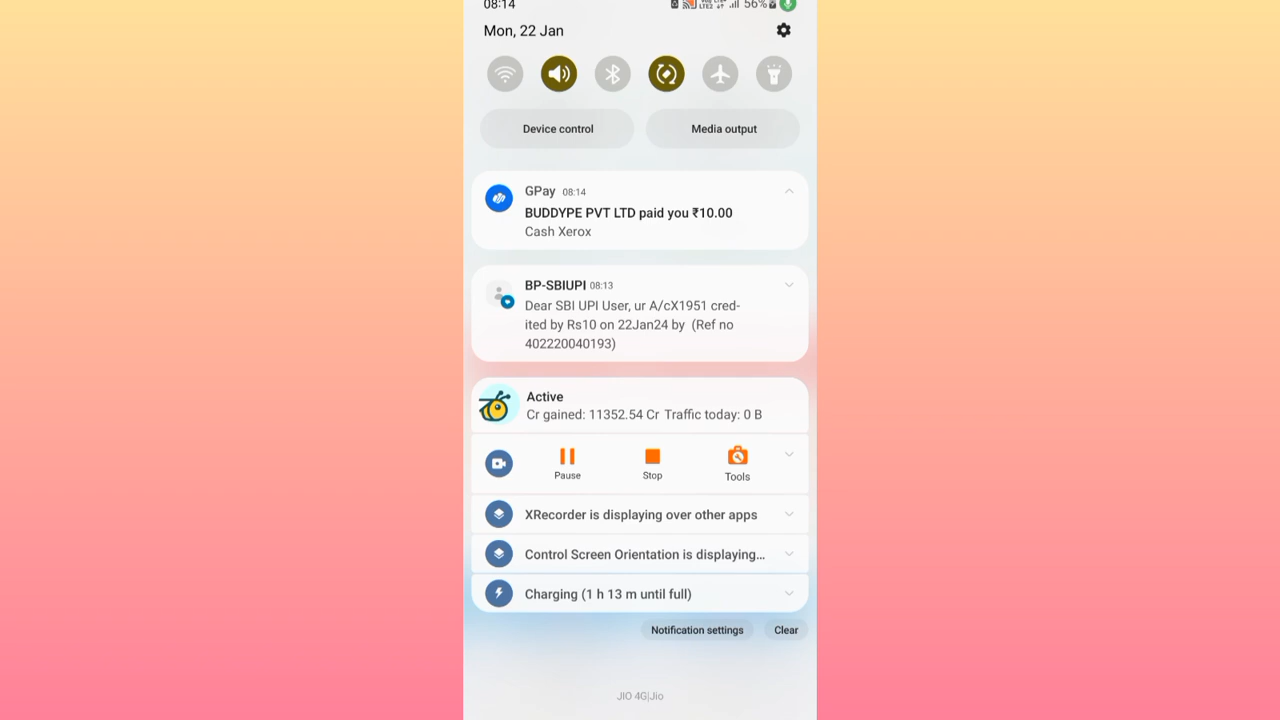 08:14
56%
Mon, 22 Jan
Device control
Media output
GPay 08:14
BUDDYPE PVT LTD paid you ₹10.00
Cash Xerox
BP-SBIUPI 08:13
Dear SBI UPI User, ur A/cX1951 cred-
ited by Rs10 on 22Jan24 by (Ref no
402220040193)
Active
Cr gained: 11352.54 Cr Traffic today: 0 B
Pause
Stop
Tools
XRecorder is displaying over other apps
Control Screen Orientation is displaying...
Charging (1 h 13 m until full)
Notification settings
Clear
JIO 4G|Jio